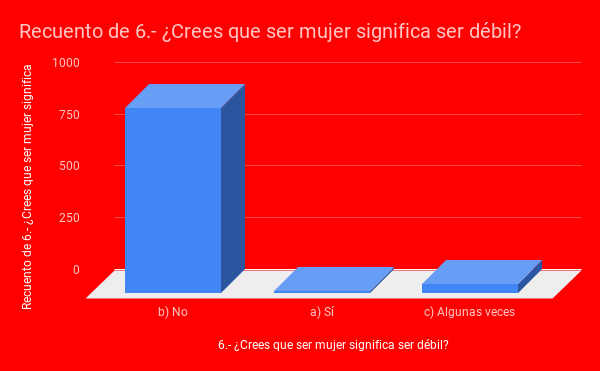 Recuento de 6.- ¿Crees que ser mujer significa ser débil?
Recuento de 6.- ¿Crees que ser mujer significa
1000
750
500
250
0
b) No
a) Sí
c) Algunas veces
6.- ¿Crees que ser mujer significa ser débil?